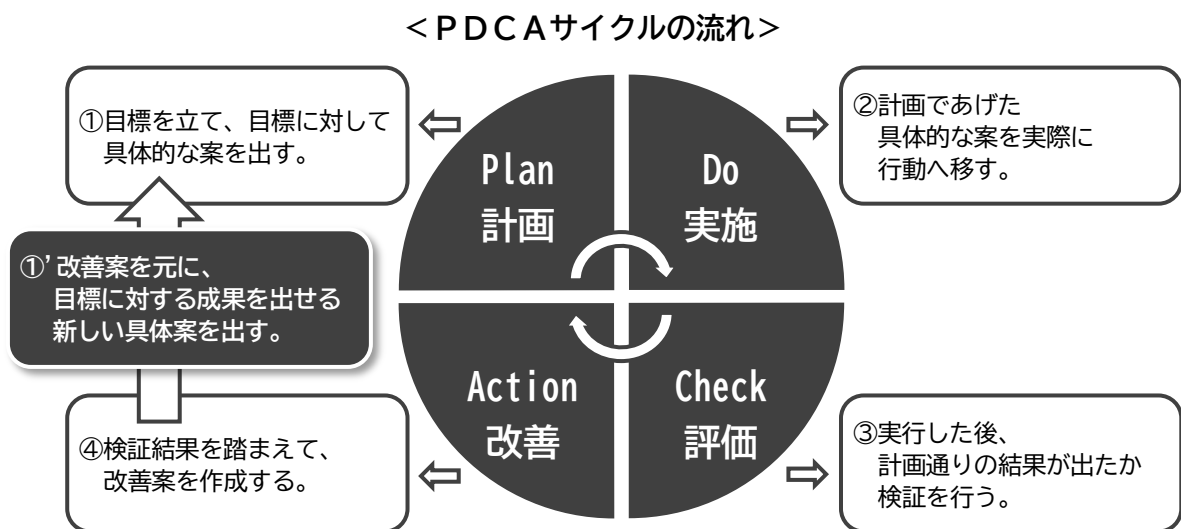 ＜ＰＤＣＡサイクルの流れ＞
①目標を立て、目標に対して
具体的な案を出す。
Plan
計画
Do
実施
②計画であげた
具体的な案を実際に
行動へ移す。
①’改善案を元に、
目標に対する成果を出せる
新しい具体案を出す。
④検証結果を踏まえて、
改善案を作成する。
Action
改善
Check
評価
③実行した後、
計画通りの結果が出たか
検証を行う。